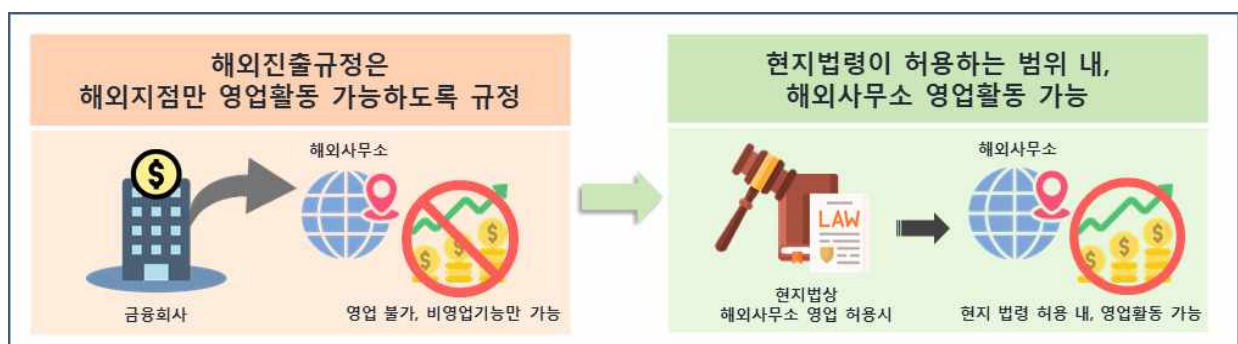 해외진출규정은
해외지점만 영업활동 가능하도록 규정
해외사무소
금융회사
영업 불가, 비영업기능만 가능
현지법령이 허용하는 범위 내,
해외사무소 영업활동 가능
해외사무소
LAW
현지법상
해외사무소 영업 허용시
현지 법령 허용 내, 영업활동 가능